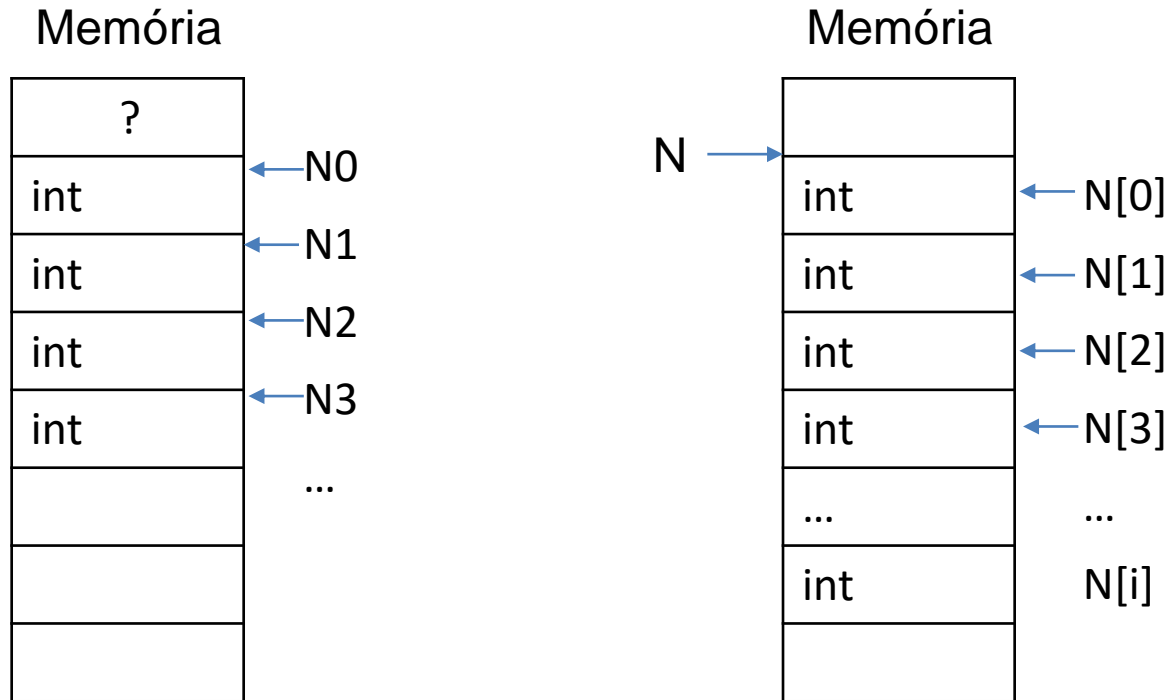 Memória
?
int
int
int
int
N0
N1
N2
N3
...
Memória
N
int
int
int
int
...
int
N[0]
N[1]
N[2]
N[3]
...
N[i]